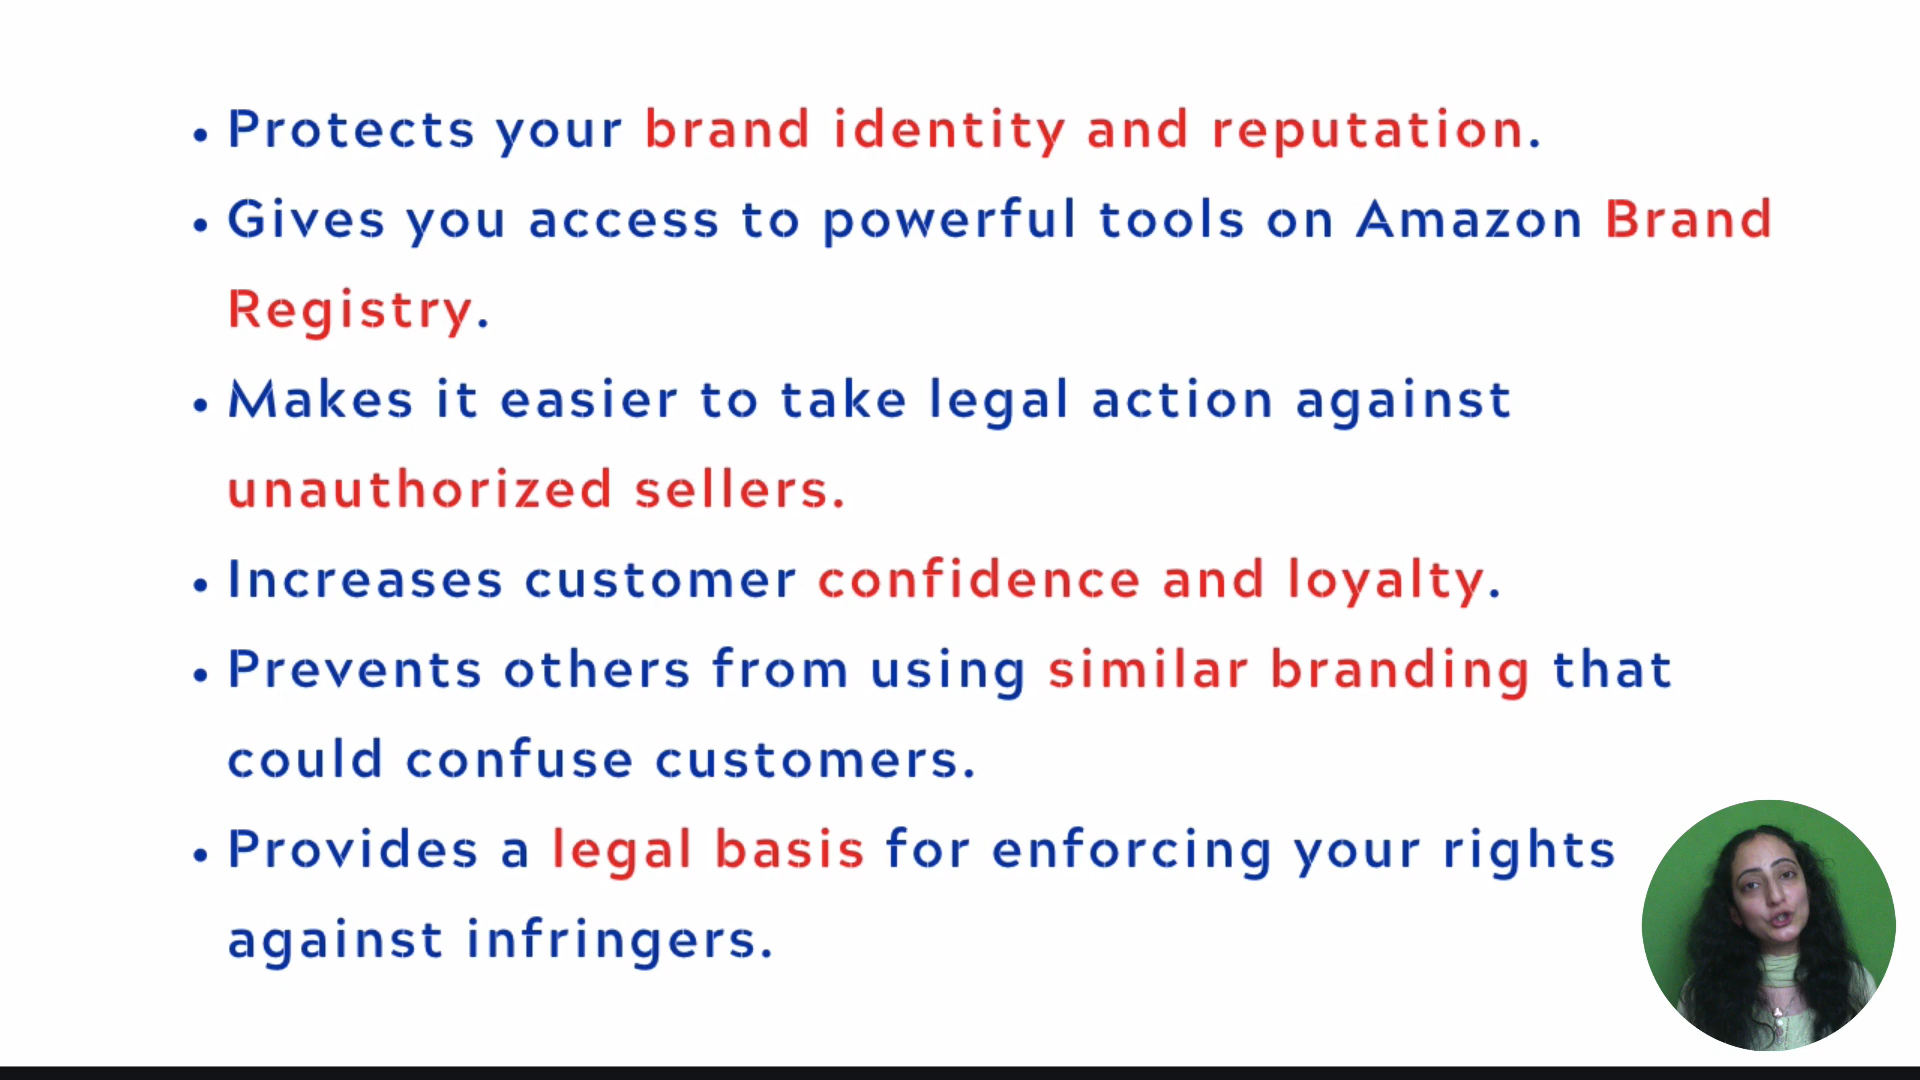 • Protects your brand identity and reputation.
• Gives you access to powerful tools on Amazon Brand
Registry.
• Makes it easier to take legal action against
unauthorized sellers.
• Increases customer confidence and loyalty.
• Prevents others from using similar branding that
could confuse customers.
• Provides a legal basis for enforcing your rights
against infringers.